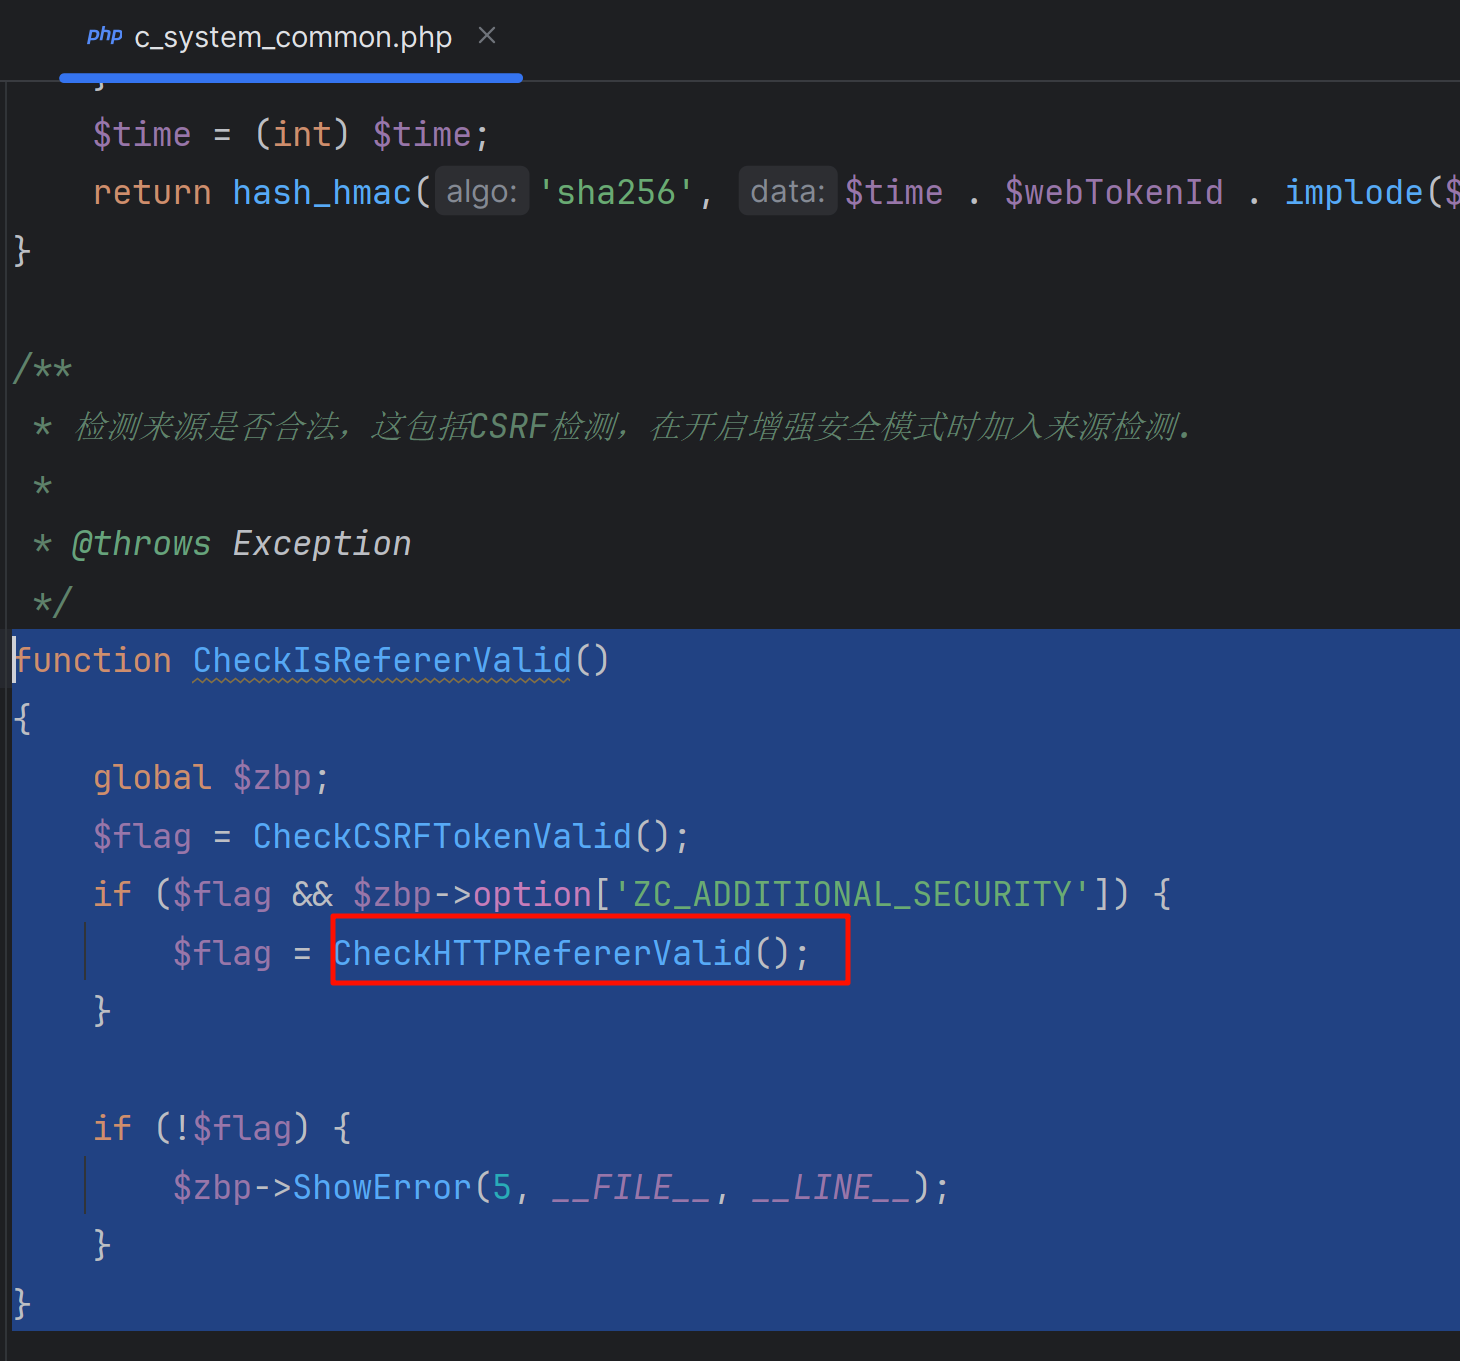 php c_system_common.php ×
}
$time = (int) $time;
return hash_hmac( algo: 'sha256', data: $time . $webTokenId . implode($
}
/**
* 检测来源是否合法，这包括CSRF检测，在开启增强安全模式时加入来源检测.
*
* @throws Exception
*/
function CheckIsRefererValid()
{
global $zbp;
$flag = CheckCSRFTokenValid();
if ($flag && $zbp->option['ZC_ADDITIONAL_SECURITY']) {
$flag = CheckHTTPRefererValid();
}
if (!$flag) {
$zbp->ShowError(5, __FILE__, __LINE__);
}
}